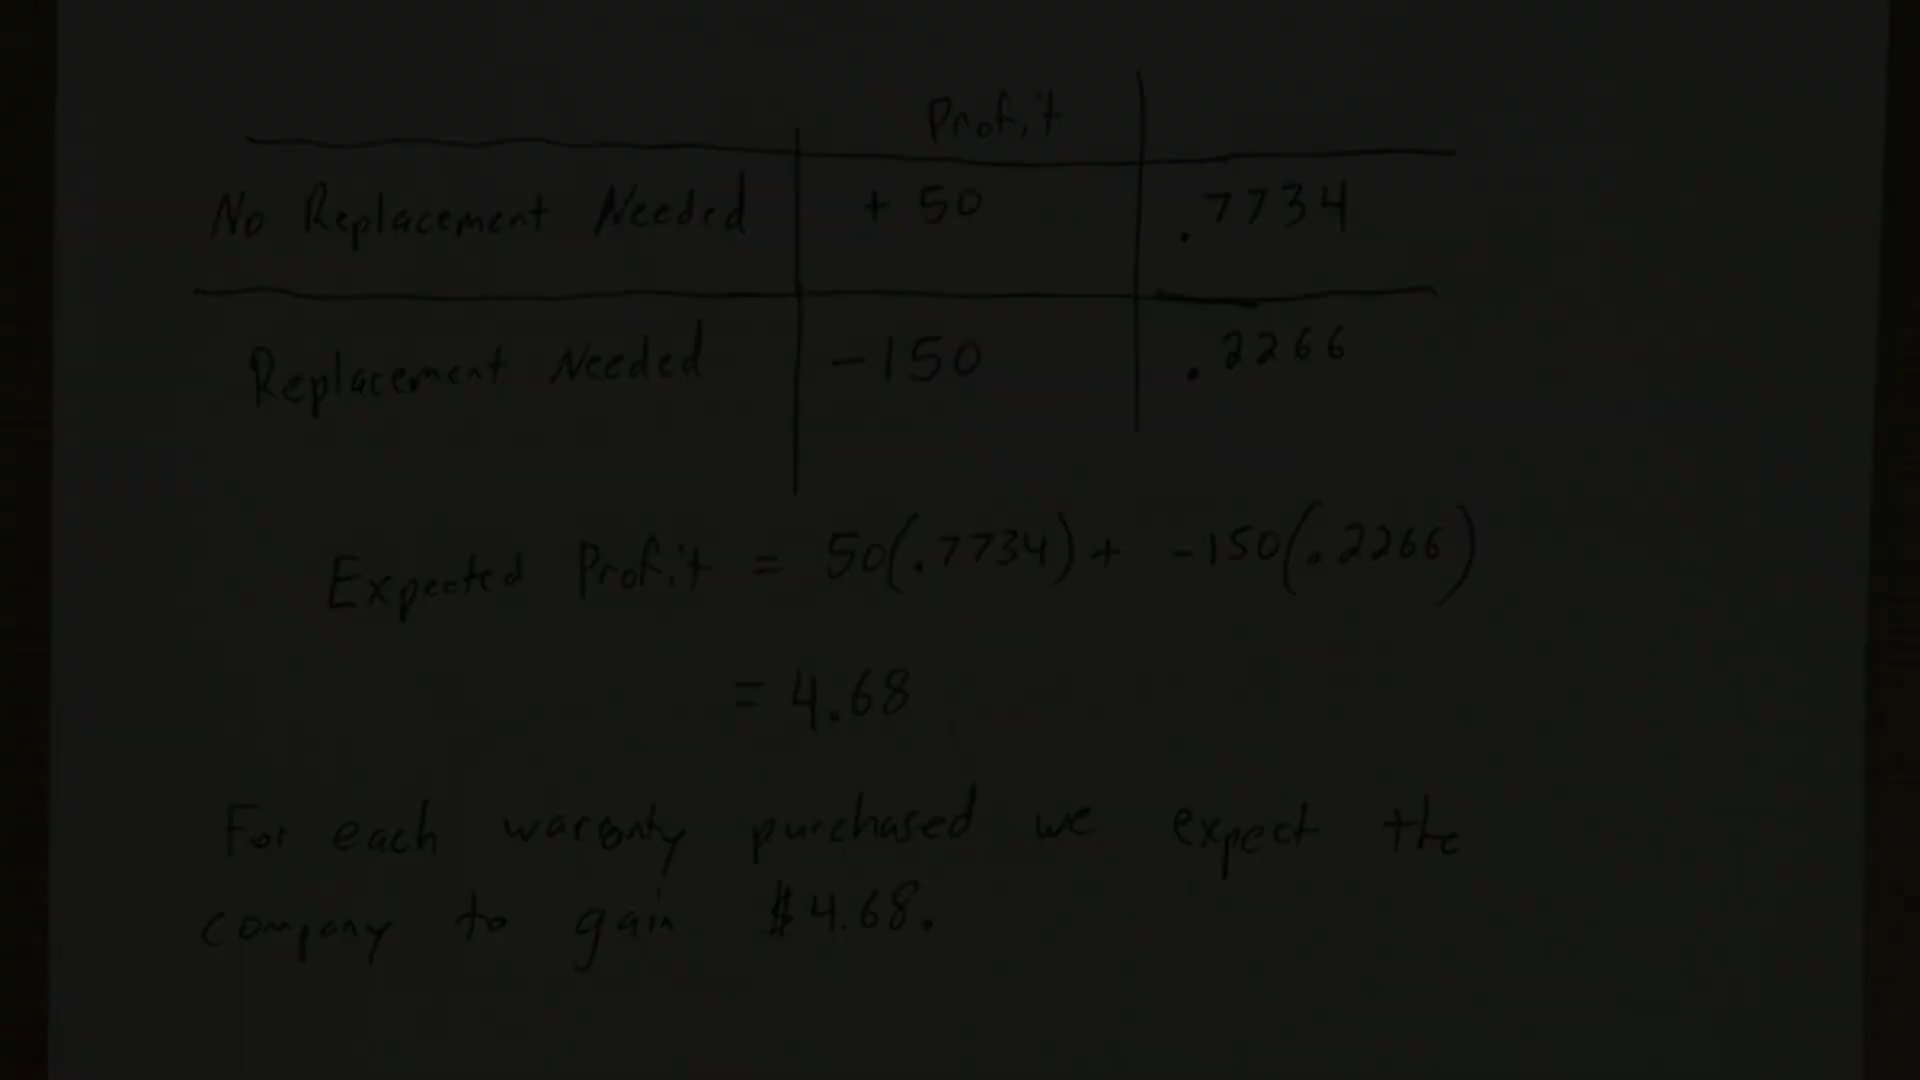 Profit
No Replacement Needed + 50 .7734
Replacement Needed -150 .2266
Expected Profit = 50(.7734) + -150(.2266)
= 4.68
For each warranty purchased we expect the
company to gain $4.68.